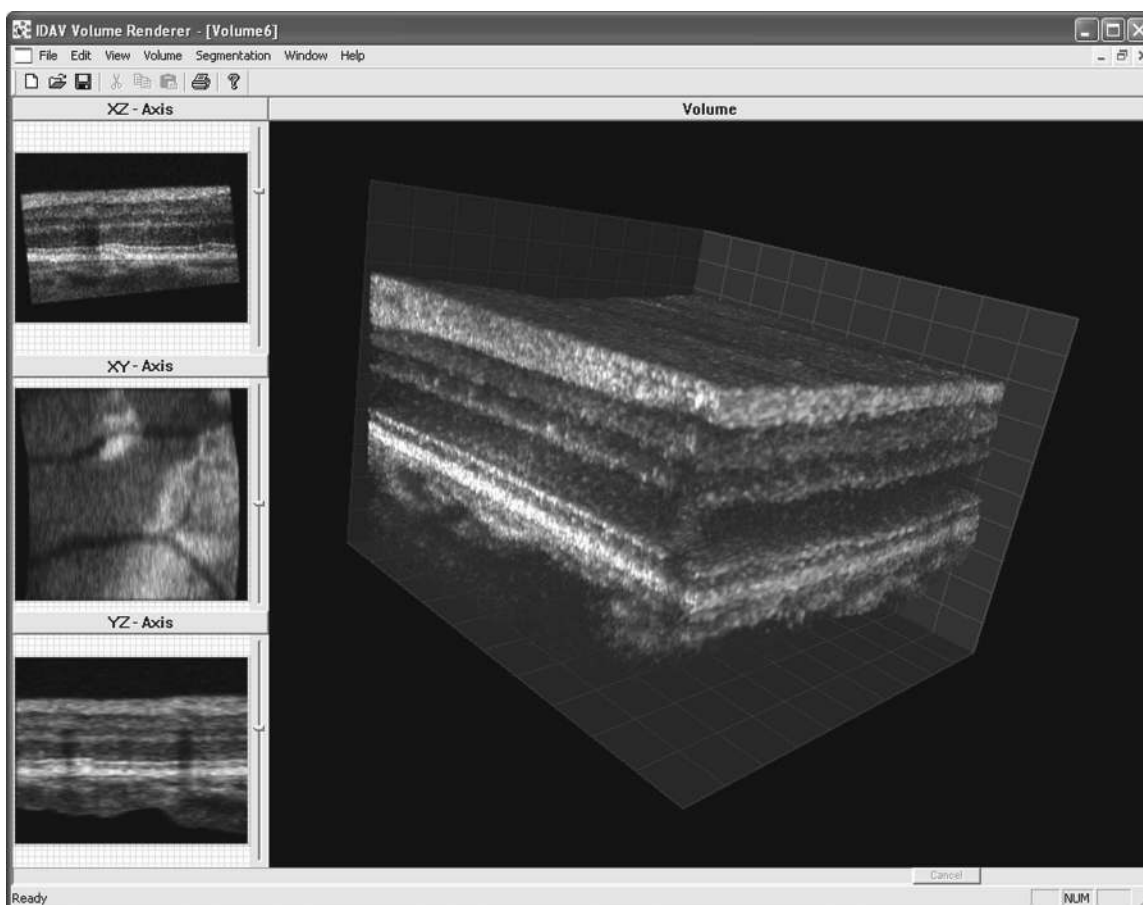 IDAV Volume Renderer - [Volume6]
File Edit View Volume Segmentation Window Help
XZ - Axis
Volume
XY - Axis
YZ - Axis
Cancel
Ready
NUM